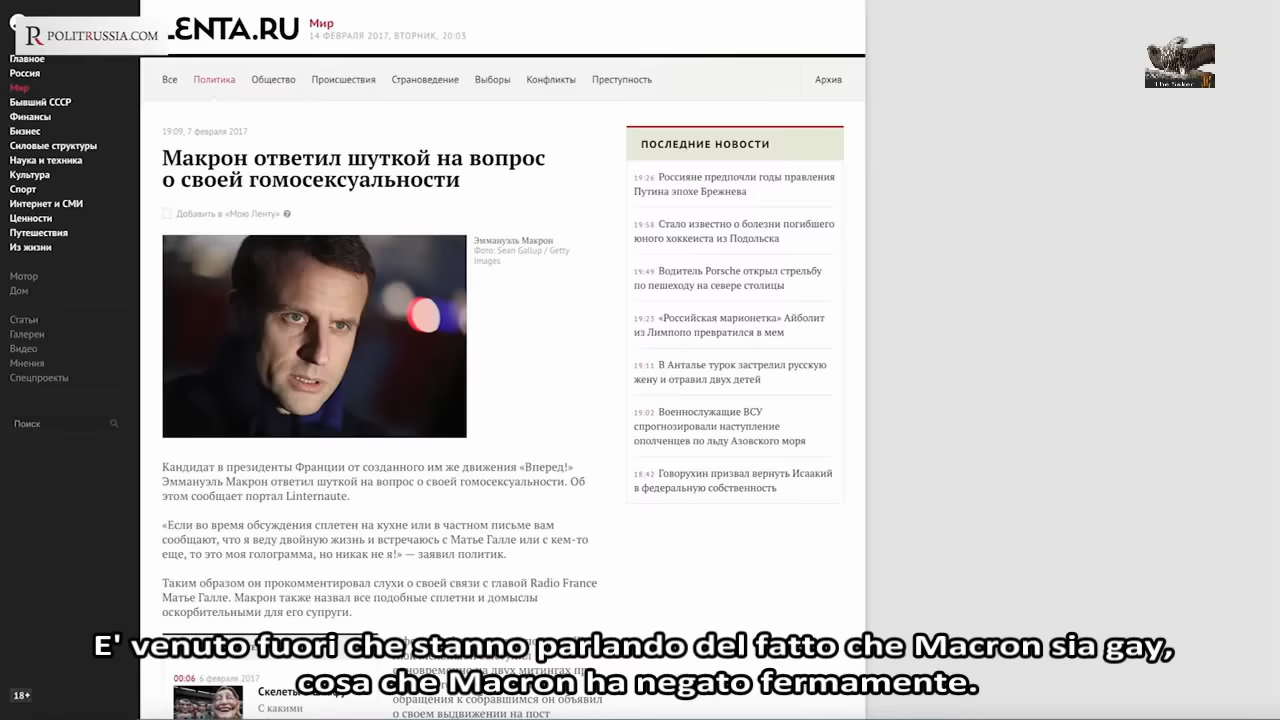 POLITRUSSIA.COM
LENTA.RU
Мир
14 ФЕВРАЛЯ 2017, ВТОРНИК, 20:03
The Saker
Главное
Россия
Мир
Бывший СССР
Финансы
Бизнес
Силовые структуры
Наука и техника
Культура
Спорт
Интернет и СМИ
Ценности
Путешествия
Из жизни
Мотор
Дом
Статьи
Галереи
Видео
Мнения
Спецпроекты
Поиск
18+
Все Политика Общество Происшествия Страноведение Выборы Конфликты Преступность Архив
19:09, 7 февраля 2017
Макрон ответил шуткой на вопрос
о своей гомосексуальности
Добавить в «Мою Ленту»
Эммануэль Макрон
Фото: Sean Gallup / Getty
Images
Кандидат в президенты Франции от созданного им же движения «Вперед!»
Эммануэль Макрон ответил шуткой на вопрос о своей гомосексуальности. Об
этом сообщает портал Linternaute.
«Если во время обсуждения сплетен на кухне или в частном письме вам
сообщают, что я веду двойную жизнь и встречаюсь с Матье Галле или с кем-то
еще, то это моя голограмма, но никак не я!» — заявил политик.
Таким образом он прокомментировал слухи о своей связи с главой Radio France
Матье Галле. Макрон также назвал все подобные сплетни и домыслы
оскорбительными для его супруги.
00:06 6 февраля 2017
Скелеты
С какими
обращения к собравшимся он объявил
о своем выдвижении на пост
ПОСЛЕДНИЕ НОВОСТИ
19:26 Россияне предпочли годы правления
Путина эпохе Брежнева
19:58 Стало известно о болезни погибшего
юного хоккеиста из Подольска
19:49 Водитель Porsche открыл стрельбу
по пешеходу на севере столицы
19:23 «Российская марионетка» Айболит
из Лимпопо превратился в мем
19:11 В Анталье турок застрелил русскую
жену и отравил двух детей
19:02 Военнослужащие ВСУ
спрогнозировали наступление
ополченцев по льду Азовского моря
18:42 Говорухин призвал вернуть Исаакий
в федеральную собственность
E' venuto fuori che stanno parlando del fatto che Macron sia gay,
cosa che Macron ha negato fermamente.